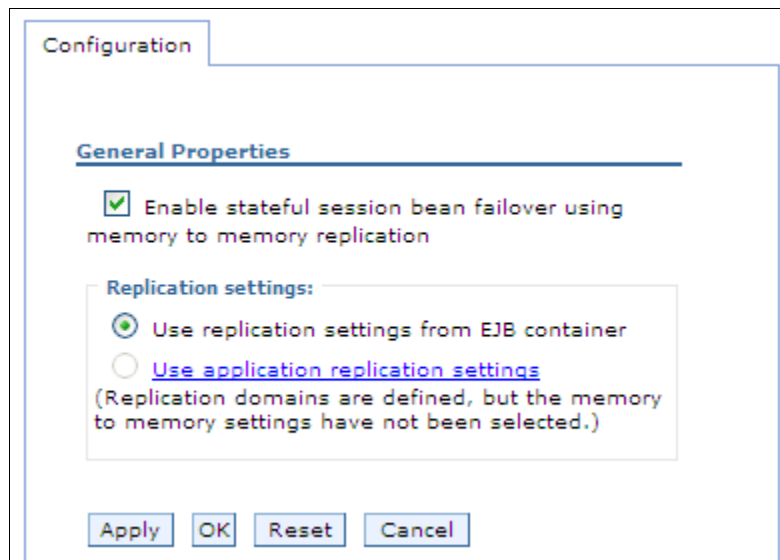 Configuration
General Properties
Enable stateful session bean failover using
memory to memory replication
Replication settings:
Use replication settings from EJB container
Use application replication settings
(Replication domains are defined, but the memory
to memory settings have not been selected.)
Apply OK Reset Cancel